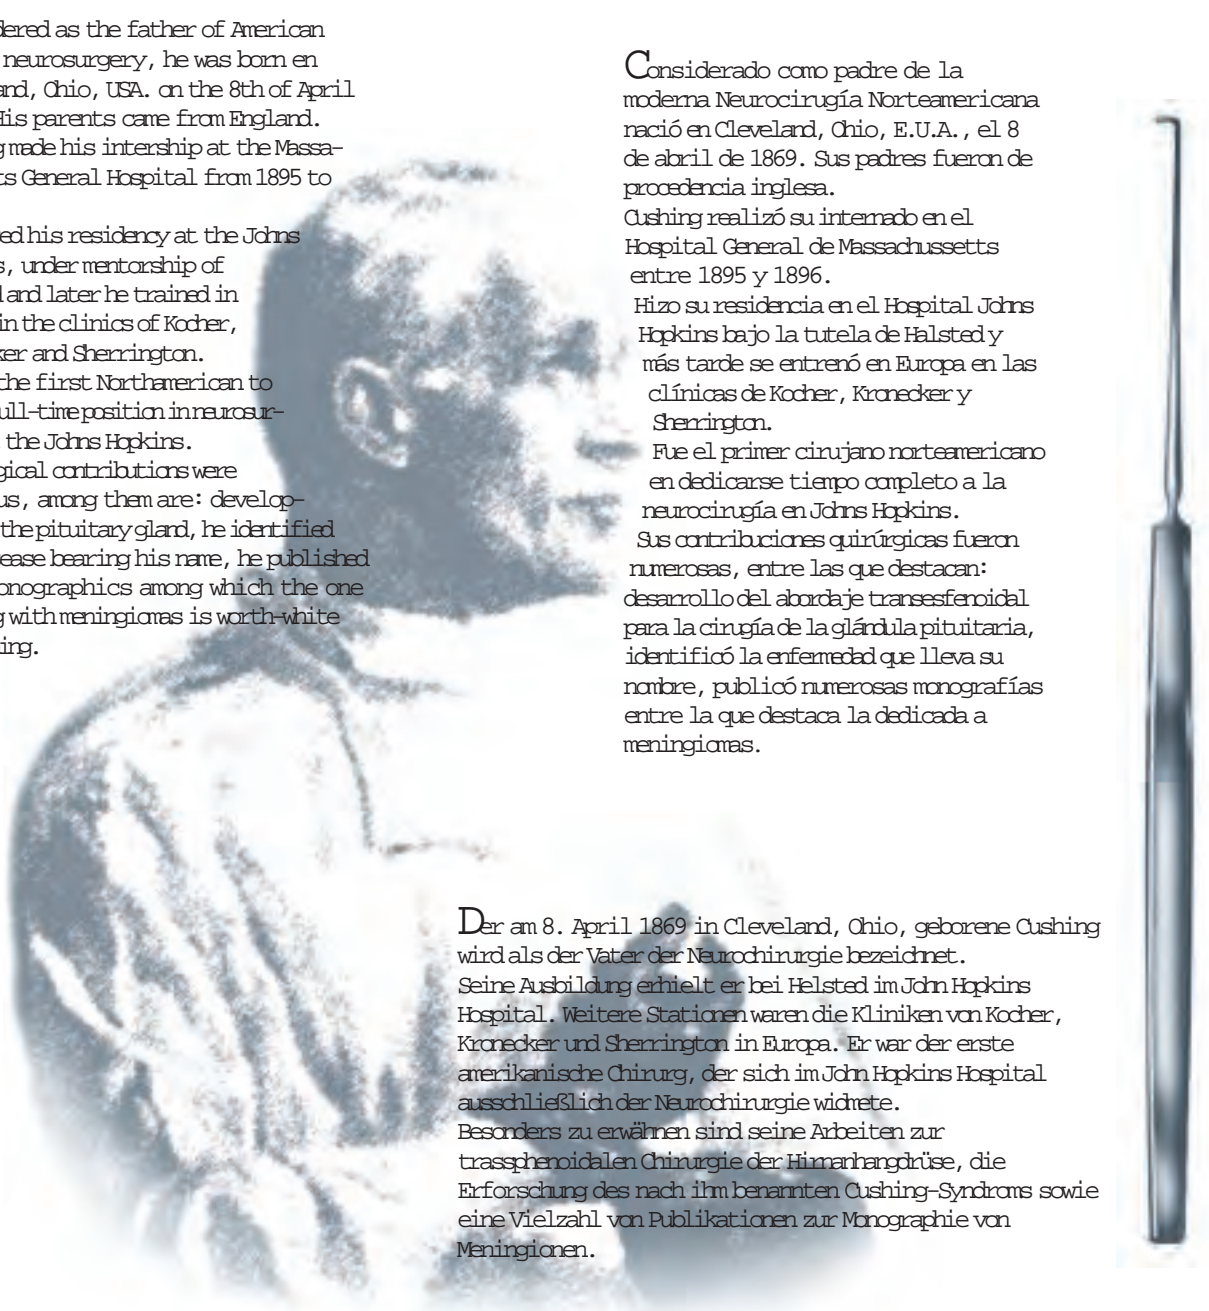 dered as the father of American
neurosurgery, he was born en
and, Ohio, USA. on the 8th of April
His parents came from England.
g made his intership at the Massa-
ts General Hospital from 1895 to
ed his residency at the Johns
s, under mentorship of
d and later he trained in
in the clinics of Kocher,
ker and Sherrington.
the first Northamerican to
ull-time position in neurosur-
the Johns Hopkins.
gical contributions were
us, among them are: develop-
the pituitary gland, he identified
ease bearing his name, he published
onographics among which the one
g with meningiomas is worth-white
ing.
Considerado como padre de la
moderna Neurocirugía Norteamericana
nació en Cleveland, Ohio, E.U.A., el 8
de abril de 1869. Sus padres fueron de
procedencia inglesa.
Cushing realizó su internado en el
Hospital General de Massachussetts
entre 1895 y 1896.
Hizo su residencia en el Hospital Johns
Hopkins bajo la tutela de Halsted y
más tarde se entrenó en Europa en las
clínicas de Kocher, Kronecker y
Sherrington.
Fue el primer cirujano norteamericano
en dedicarse tiempo completo a la
neurocirugía en Johns Hopkins.
Sus contribuciones quirúrgicas fueron
numerosas, entre las que destacan:
desarrollo del abordaje transesfenoidal
para la cirugía de la glándula pituitaria,
identificó la enfermedad que lleva su
nombre, publicó numerosas monografías
entre la que destaca la dedicada a
meningiomas.
Der am 8. April 1869 in Cleveland, Ohio, geborene Cushing
wird als der Vater der Neurochirurgie bezeichnet.
Seine Ausbildung erhielt er bei Helsted im John Hopkins
Hospital. Weitere Stationen waren die Kliniken von Kocher,
Kronecker und Sherrington in Europa. Er war der erste
amerikanische Chirurg, der sich im John Hopkins Hospital
ausschließlich der Neurochirurgie widmete.
Besonders zu erwähnen sind seine Arbeiten zur
trassphenoidalen Chirurgie der Hirnanhangdrüse, die
Erforschung des nach ihm benannten Cushing-Syndroms sowie
eine Vielzahl von Publikationen zur Monographie von
Meningionen.